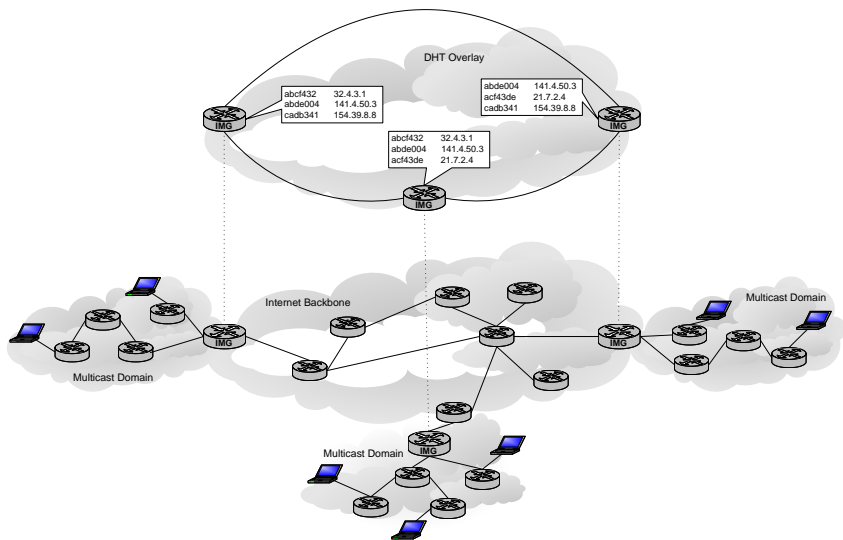 DHT Overlay
abcf432 32.4.3.1
abde004 141.4.50.3
cadb341 154.39.8.8
IMG
abde004 141.4.50.3
acf43de 21.7.2.4
cadb341 154.39.8.8
IMG
abcf432 32.4.3.1
abde004 141.4.50.3
acf43de 21.7.2.4
IMG
Internet Backbone
Multicast Domain
IMG
IMG
Multicast Domain
Multicast Domain
IMG